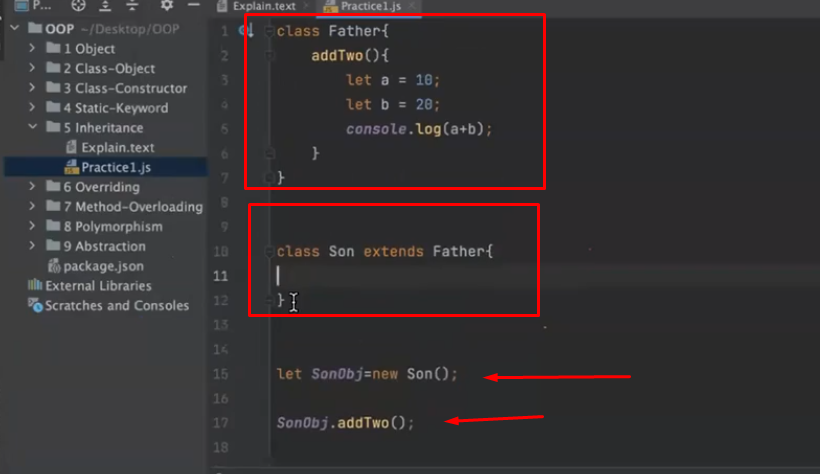 P...
Explain.text
Practice1.js
OOP ~/Desktop/OOP
1 Object
2 Class-Object
3 Class-Constructor
4 Static-Keyword
5 Inheritance
Explain.text
Practice1.js
6 Overriding
7 Method-Overloading
8 Polymorphism
9 Abstraction
package.json
External Libraries
Scratches and Consoles
1 class Father{
2 addTwo(){
3 let a = 10;
4 let b = 20;
5 console.log(a+b);
6 }
7 }
8
9
10 class Son extends Father{
11
12 }
13
14
15 let SonObj=new Son();
16
17 SonObj.addTwo();
18